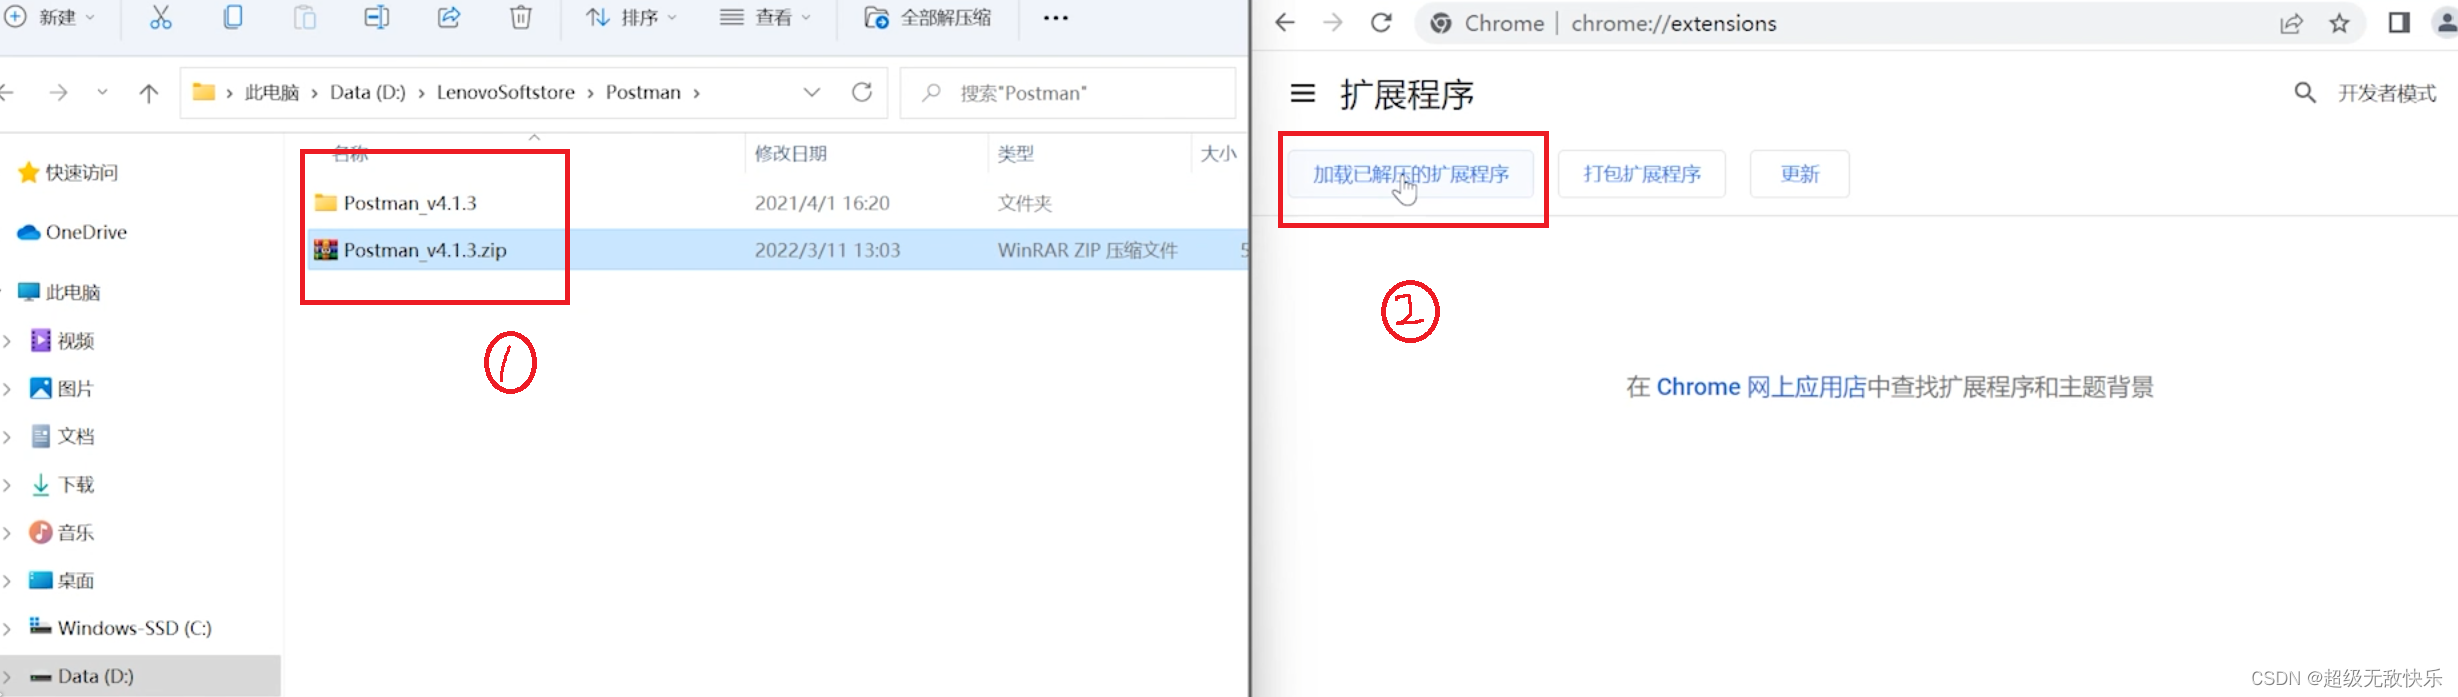 新建 排序 查看 全部解压缩
此电脑 › Data (D:) › LenovoSoftstore › Postman ›
搜索"Postman"
名称 修改日期 类型 大小
Postman_v4.1.3 2021/4/1 16:20 文件夹
Postman_v4.1.3.zip 2022/3/11 13:03 WinRAR ZIP 压缩文件 5
快速访问
OneDrive
此电脑
视频
图片
文档
下载
音乐
桌面
Windows-SSD (C:)
Data (D:)
①
Chrome | chrome://extensions
扩展程序
开发者模式
加载已解压的扩展程序 打包扩展程序 更新
②
在 Chrome 网上应用店中查找扩展程序和主题背景
CSDN @超级无敌快乐